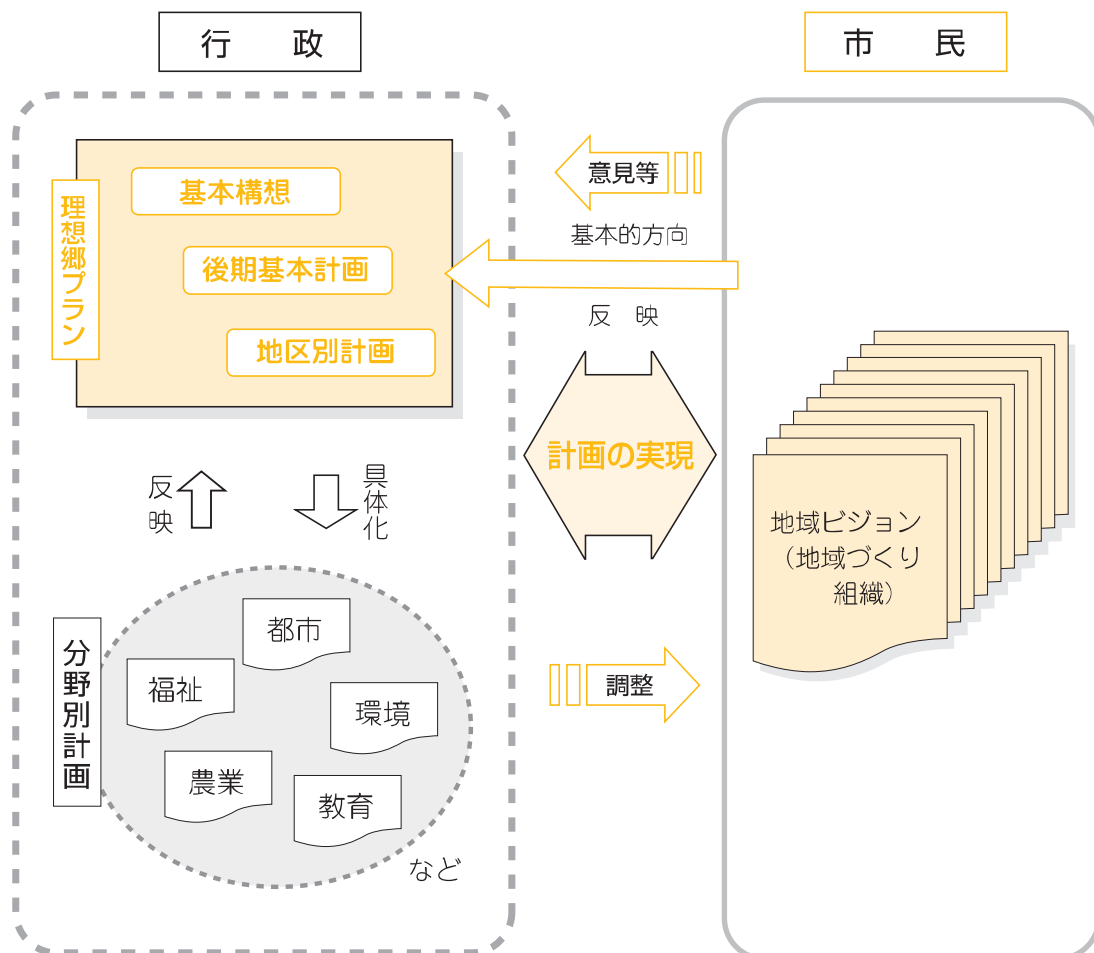 行　政
市　民
理想郷プラン
基本構想
後期基本計画
地区別計画
意見等
基本的方向
反　映
計画の実現
反映
具体化
地域ビジョン
（地域づくり
組織）
分野別計画
都市
福祉
環境
農業
教育
など
調整